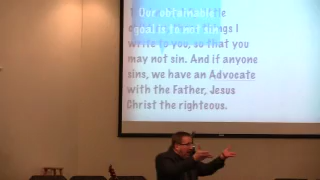 Our obtainable
goal is to not sin
write to you, so that you
may not sin. And if anyone
sins, we have an Advocate
with the Father, Jesus
Christ the righteous.